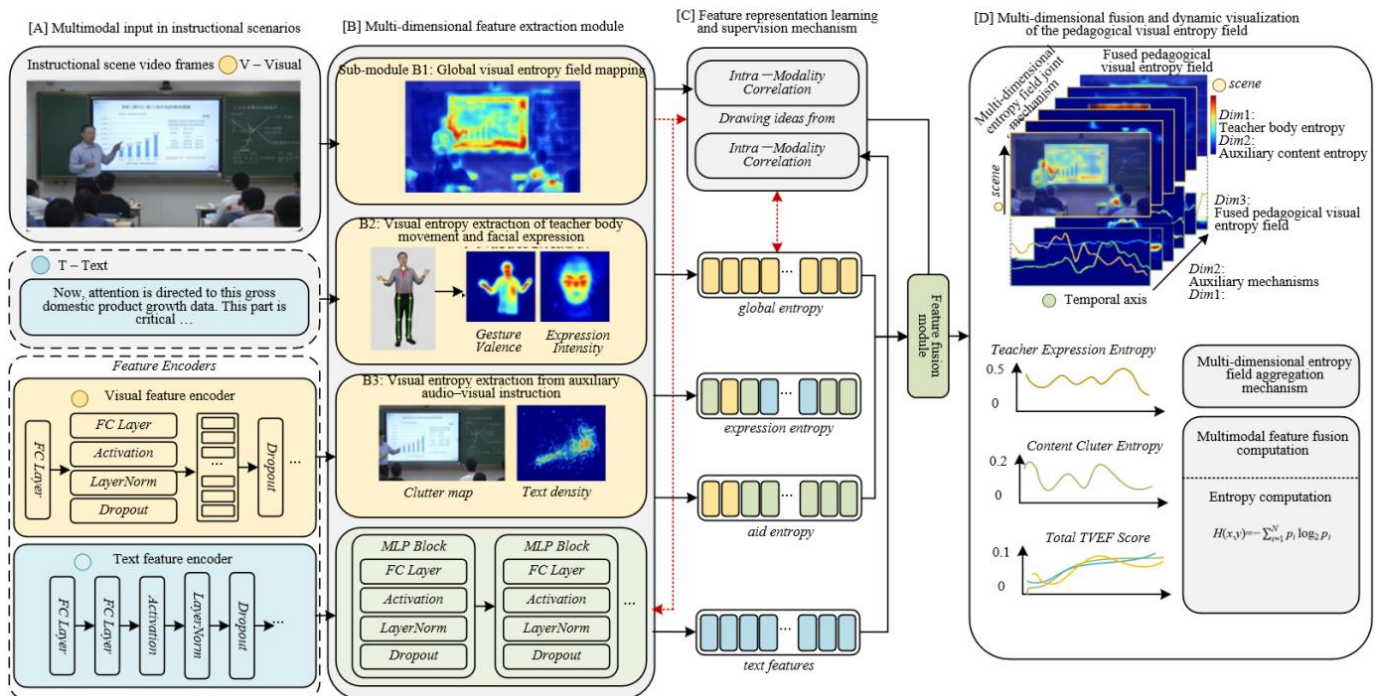 [A] Multimodal input in instructional scenarios
Instructional scene video frames V – Visual
T – Text
Now, attention is directed to this gross
domestic product growth data. This part is
critical …
Feature Encoders
Visual feature encoder
FC Layer
FC Layer
Activation
LayerNorm
Dropout
...
Dropout
...
Text feature encoder
FC Layer
FC Layer
Activation
LayerNorm
Dropout
...
[B] Multi-dimensional feature extraction module
Sub-module B1: Global visual entropy field mapping
B2: Visual entropy extraction of teacher body
movement and facial expression
Gesture
Valence
Expression
Intensity
B3: Visual entropy extraction from auxiliary
audio–visual instruction
Clutter map
Text density
MLP Block
FC Layer
Activation
LayerNorm
Dropout
MLP Block
FC Layer
Activation
LayerNorm
Dropout
...
[C] Feature representation learning
and supervision mechanism
Intra —Modality
Correlation
Drawing ideas from
Intra —Modality
Correlation
...
global entropy
...
expression entropy
...
aid entropy
...
text features
Feature fusion
module
[D] Multi-dimensional fusion and dynamic visualization
of the pedagogical visual entropy field
Multi-dimensional
entropy field joint
mechanism
Fused pedagogical
visual entropy field
scene
Dim1:
Teacher body entropy
Dim2:
Auxiliary content entropy
scene
Dim3:
Fused pedagogical visual
entropy field
Dim2:
Auxiliary mechanisms
Dim1:
Temporal axis
Teacher Expression Entropy
0.5
0
Content Cluter Entropy
0.2
0
Total TVEF Score
0.1
0
Multi-dimensional entropy
field aggregation
mechanism
Multimodal feature fusion
computation
Entropy computation
H(x,y)=−∑ᵢ₌₁ᴺ pᵢ log₂ pᵢ